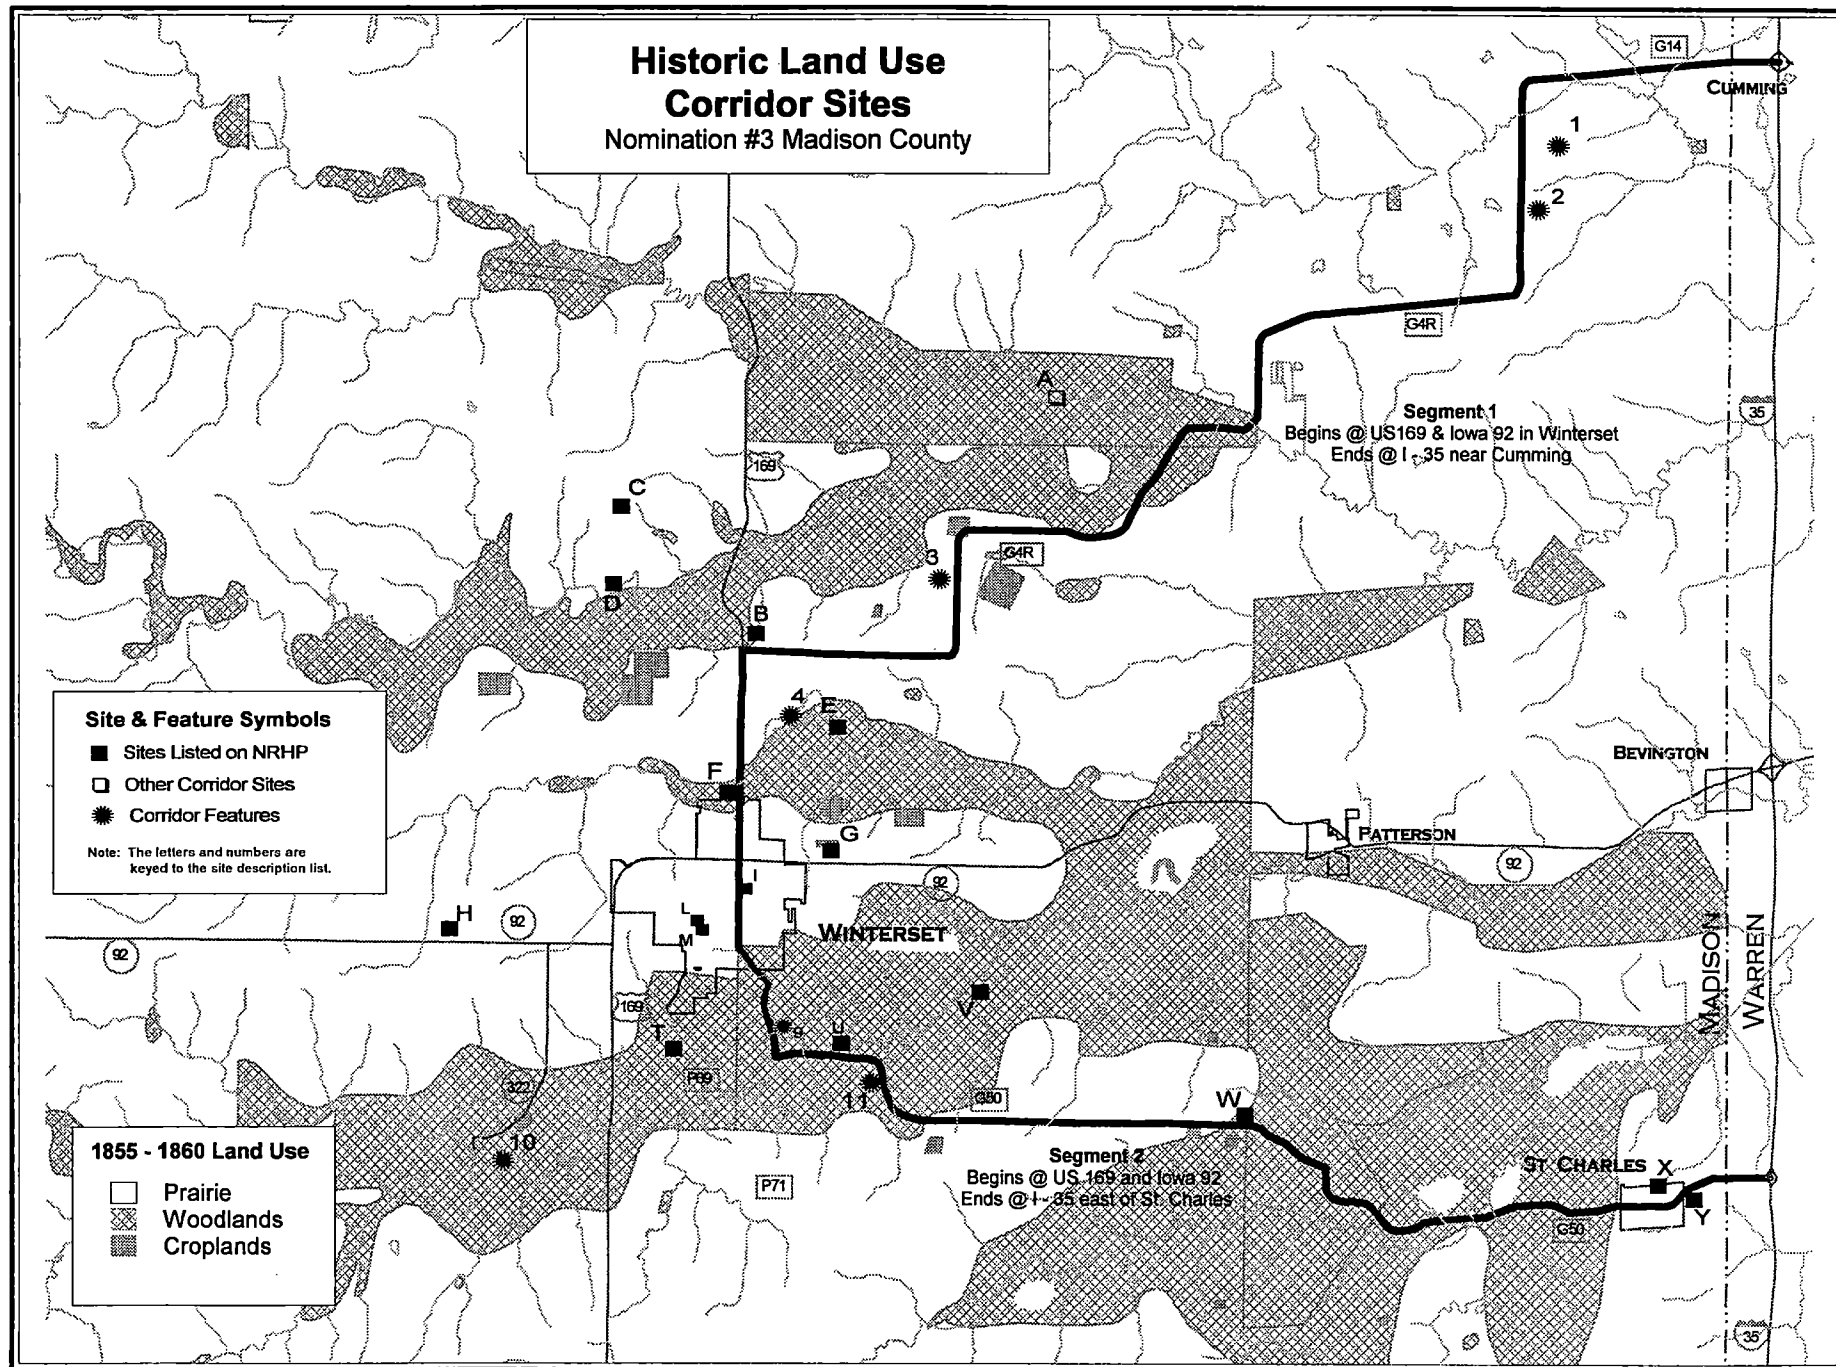 Historic Land Use
Corridor Sites
Nomination #3 Madison County
G14
CUMMING
1
2
G4R
A
35
Segment 1
Begins @ US169 & Iowa 92 in Winterset
Ends @ I - 35 near Cumming
169
C
3
G4R
D
B
4
E
BEVINGTON
F
Site & Feature Symbols
Sites Listed on NRHP
Other Corridor Sites
Corridor Features
Note: The letters and numbers are
keyed to the site description list.
G
PATTERSON
92
92
I
H
92
L
M
WINTERSET
92
MADISON
WARREN
169
V
9
U
T
P69
322
11
G50
W
10
1855 - 1860 Land Use
Prairie
Woodlands
Croplands
Segment 2
Begins @ US 169 and Iowa 92
Ends @ I - 35 east of St. Charles
P71
ST CHARLES
X
Y
G50
35